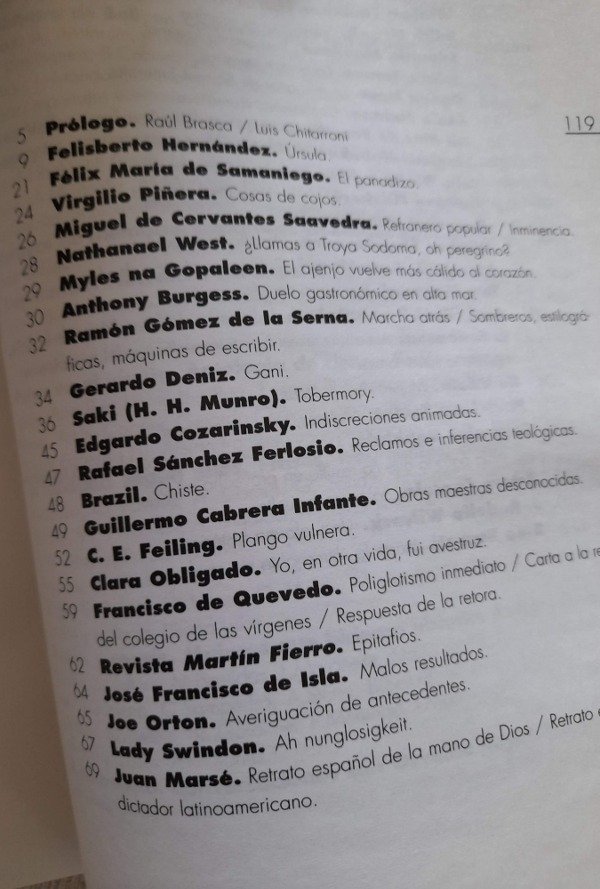 5 Prólogo. Raúl Brasca / Luis Chitarroni
9 Felisberto Hernández. Úrsula.
21 Félix María de Samaniego. El panadizo.
24 Virgilio Piñera. Cosas de cojos.
26 Miguel de Cervantes Saavedra. Refranero popular / Inminencia.
28 Nathanael West. ¿Llamas a Troya Sodoma, oh peregrino?
29 Myles na Gopaleen. El ajenjo vuelve más cálido al corazón.
30 Anthony Burgess. Duelo gastronómico en alta mar.
32 Ramón Gómez de la Serna. Marcha atrás / Sombreros, estilográ-
ficas, máquinas de escribir.
34 Gerardo Deniz. Gani.
36 Saki (H. H. Munro). Tobermory.
45 Edgardo Cozarinsky. Indiscreciones animadas.
47 Rafael Sánchez Ferlosio. Reclamos e inferencias teológicas.
48 Brazil. Chiste.
49 Guillermo Cabrera Infante. Obras maestras desconocidas.
52 C. E. Feiling. Plango vulnera.
55 Clara Obligado. Yo, en otra vida, fui avestruz.
59 Francisco de Quevedo. Poliglotismo inmediato / Carta a la re
del colegio de las vírgenes / Respuesta de la retora.
62 Revista Martín Fierro. Epitafios.
64 José Francisco de Isla. Malos resultados.
65 Joe Orton. Averiguación de antecedentes.
67 Lady Swindon. Ah nunglosigkeit.
69 Juan Marsé. Retrato español de la mano de Dios / Retrato
dictador latinoamericano.
119